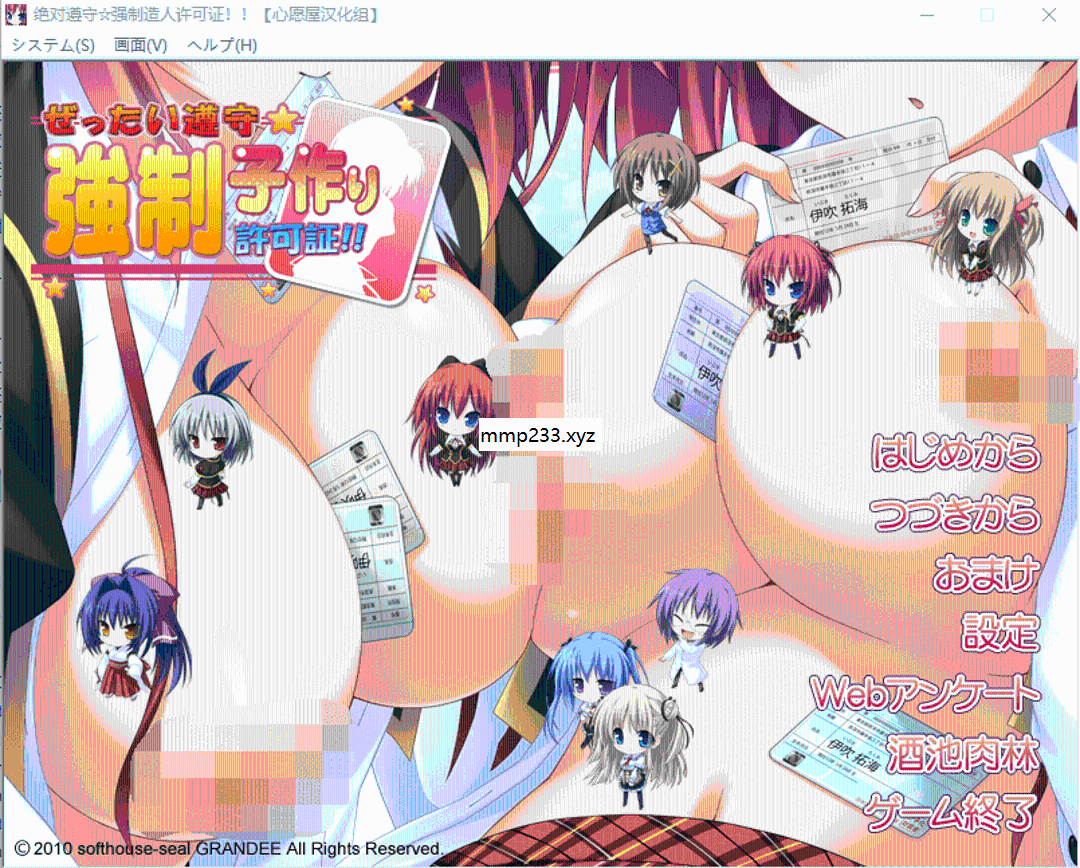 绝对遵守☆强制造人许可证！！【心愿屋汉化组】
システム(S) 画面(V) ヘルプ(H)
ぜったい遵守★
強制子作り
許可証!!
伊吹 拓海
伊吹
mmp233.xyz
はじめから
つづきから
おまけ
設定
Webアンケート
伊吹 拓海
酒池肉林
ゲーム終了
© 2010 softhouse-seal GRANDEE All Rights Reserved.